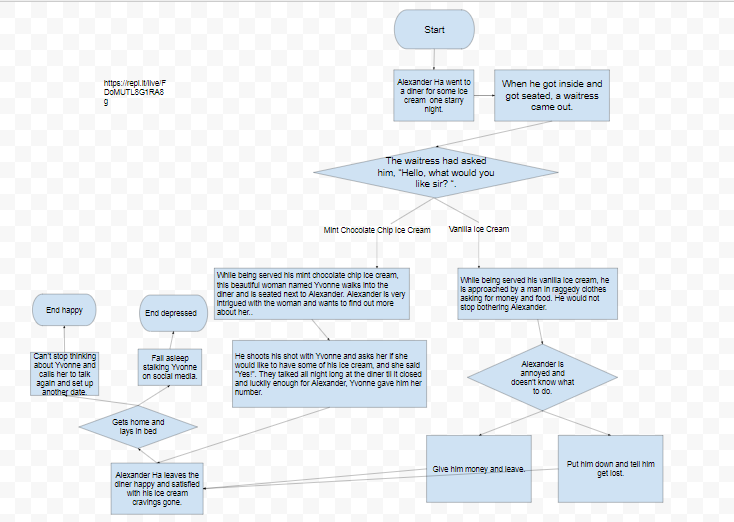 Start
https://repl.it/live/F
DoMUTL8G1RA8
g
Alexander Ha went to
a diner for some ice
cream one starry
night.
When he got inside and
got seated, a waitress
came out.
The waitress had asked
him, "Hello, what would you
like sir? ".
Mint Chocolate Chip Ice Cream
Vanilla Ice Cream
While being served his mint chocolate chip ice cream,
this beautiful woman named Yvonne walks into the
diner and is seated next to Alexander. Alexander is very
intrigued with the woman and wants to find out more
about her..
While being served his vanilla ice cream, he
is approached by a man in raggedy clothes
asking for money and food. He would not
stop bothering Alexander.
End happy
End depressed
Can't stop thinking
about Yvonne and
calls her to talk
again and set up
another date.
Fall asleep
stalking Yvonne
on social media.
He shoots his shot with Yvonne and asks her if she
would like to have some of his ice cream, and she said
"Yes!". They talked all night long at the diner til it closed
and luckily enough for Alexander, Yvonne gave him her
number.
Alexander is
annoyed and
doesn't know what
to do.
Gets home and
lays in bed
Alexander Ha leaves the
diner happy and satisfied
with his ice cream
cravings gone.
Give him money and leave.
Put him down and tell him
get lost.